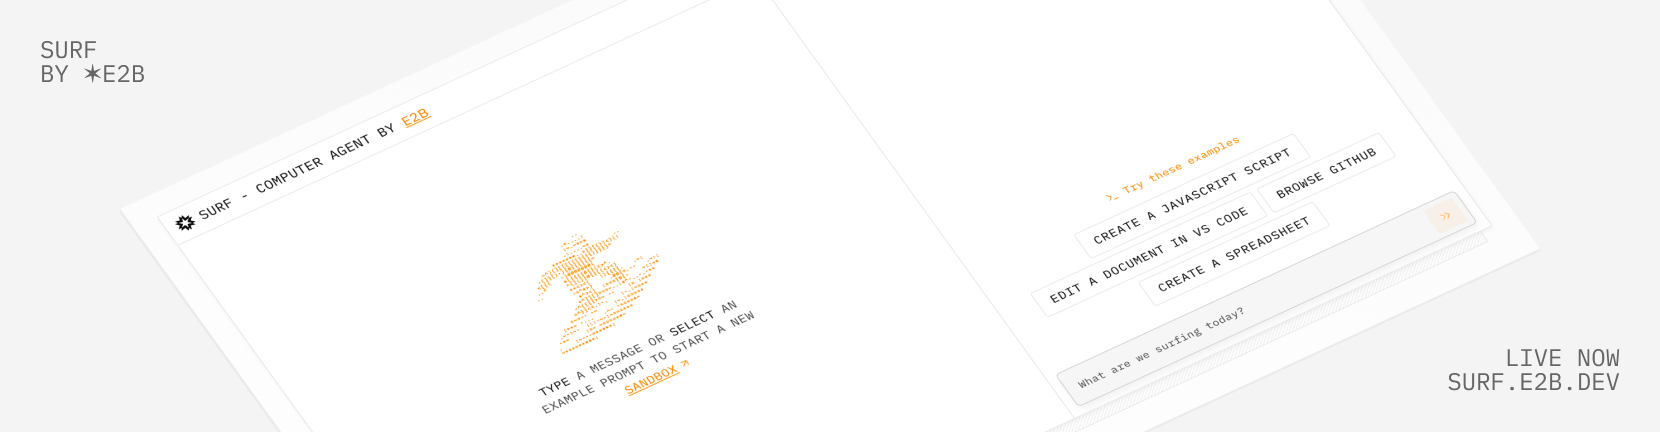 SURF
BY ✶E2B
SURF - COMPUTER AGENT BY E2B
TYPE A MESSAGE OR SELECT AN
EXAMPLE PROMPT TO START A NEW
SANDBOX ↗
>_ Try these examples
CREATE A JAVASCRIPT SCRIPT
BROWSE GITHUB
EDIT A DOCUMENT IN VS CODE
CREATE A SPREADSHEET
What are we surfing today?
LIVE NOW
SURF.E2B.DEV